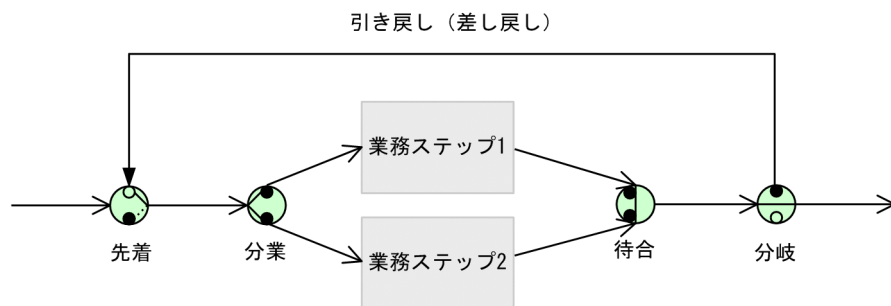 引き戻し（差し戻し）
業務ステップ1
先着
分業
待合
分岐
業務ステップ2